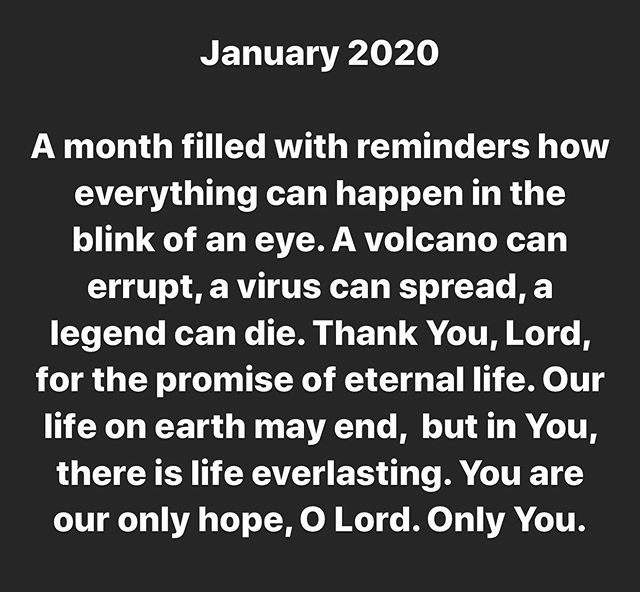 January 2020
A month filled with reminders how
everything can happen in the
blink of an eye. A volcano can
errupt, a virus can spread, a
legend can die. Thank You, Lord,
for the promise of eternal life. Our
life on earth may end,  but in You,
there is life everlasting. You are
our only hope, O Lord. Only You.